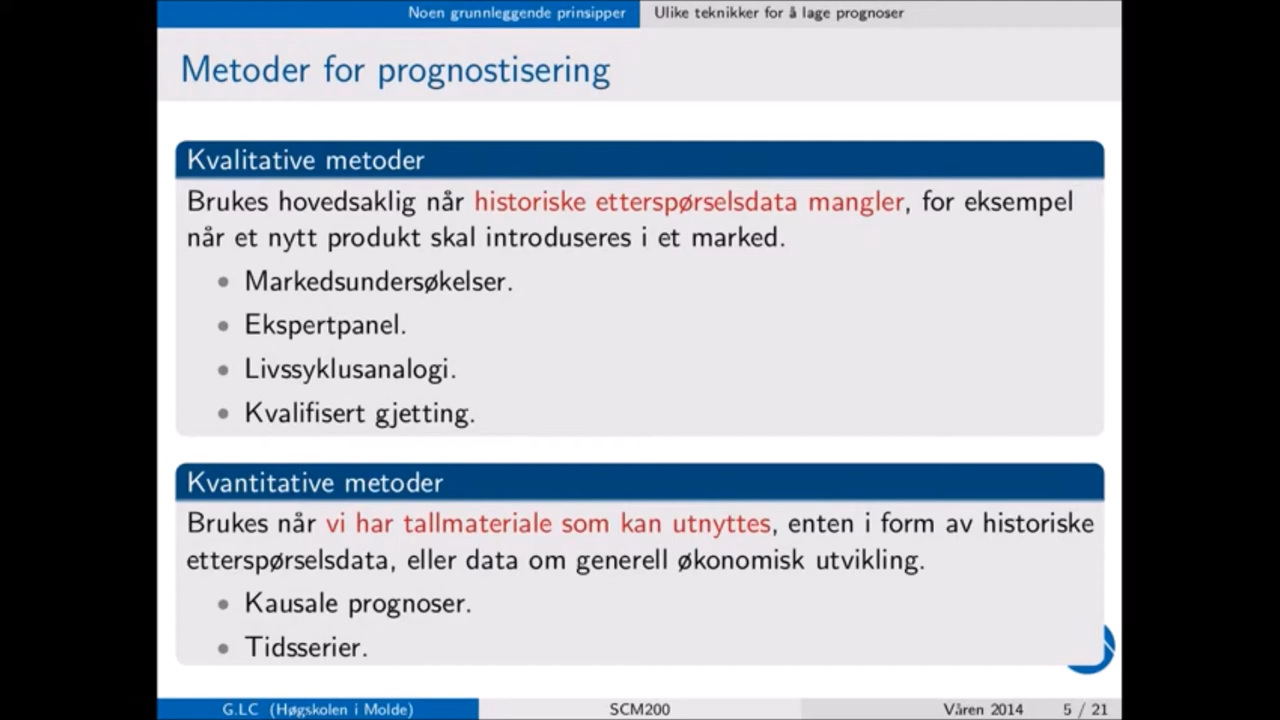 Noen grunnleggende prinsipper Ulike teknikker for å lage prognoser
Metoder for prognostisering
Kvalitative metoder
Brukes hovedsaklig når historiske etterspørselsdata mangler, for eksempel
når et nytt produkt skal introduseres i et marked.
Markedsundersøkelser.
Ekspertpanel.
Livssyklusanalogi.
Kvalifisert gjetting.
Kvantitative metoder
Brukes når vi har tallmateriale som kan utnyttes, enten i form av historiske
etterspørselsdata, eller data om generell økonomisk utvikling.
Kausale prognoser.
Tidsserier.
G.LC (Høgskolen i Molde) SCM200 Våren 2014 5 / 21